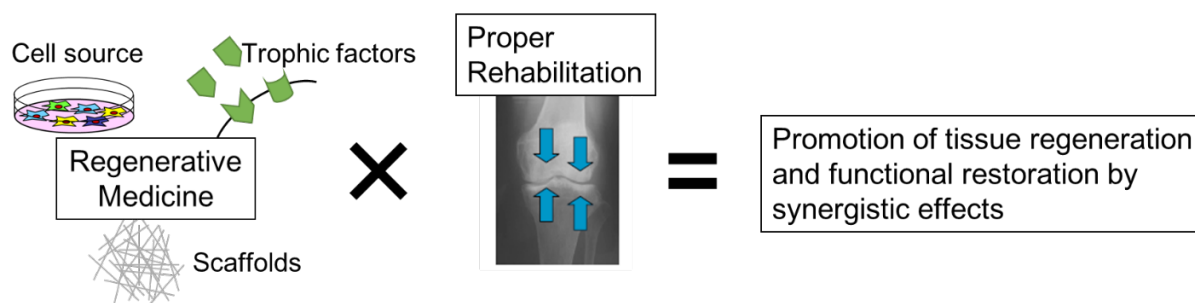 Cell source
Trophic factors
Regenerative
Medicine
Scaffolds
×
Proper
Rehabilitation
=
Promotion of tissue regeneration
and functional restoration by
synergistic effects